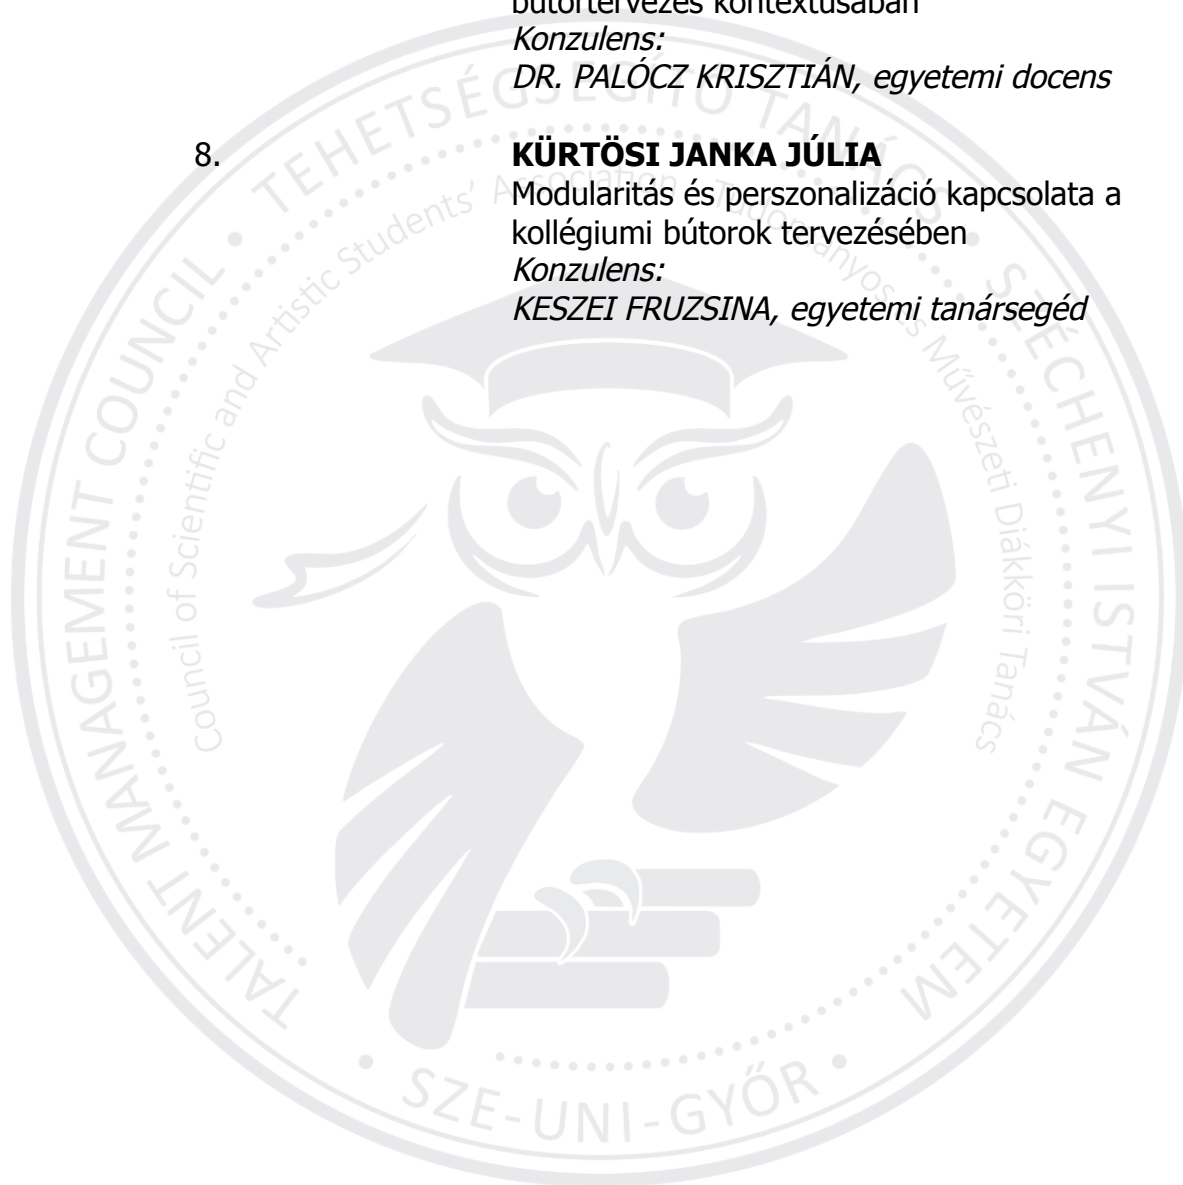 bútortervezés kontextusában
Konzulens:
DR. PALÓCZ KRISZTIÁN, egyetemi docens
8. KÜRTÖSI JANKA JÚLIA
Modularitás és perszonalizáció kapcsolata a
kollégiumi bútorok tervezésében
Konzulens:
KESZEI FRUZSINA, egyetemi tanársegéd
TEHETSÉGSEGÍTŐ TANÁCS • SZÉCHENYI ISTVÁN EGYETEM
TALENT MANAGEMENT COUNCIL
Council of Scientific and Artistic Students' Association
Tudományos és Művészeti Diákköri Tanács
SZE-UNI-GYŐR